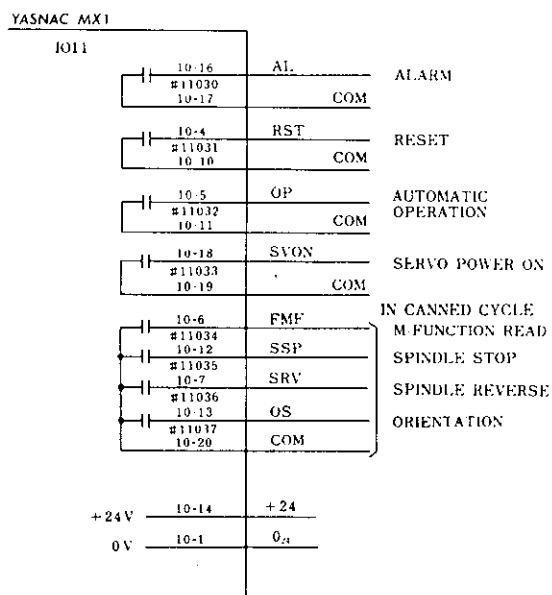 YASNAC MX1
IO11
10-16 AL ALARM
#11030
10-17 COM
10-4 RST RESET
#11031
10-10 COM
10-5 OP AUTOMATIC OPERATION
#11032
10-11 COM
10-18 SVON SERVO POWER ON
#11033
10-19 COM
IN CANNED CYCLE
10-6 FMF M-FUNCTION READ
#11034
10-12 SSP SPINDLE STOP
#11035
10-7 SRV SPINDLE REVERSE
#11036
10-13 OS ORIENTATION
#11037
10-20 COM
+24V 10-14 +24
0V 10-1 0